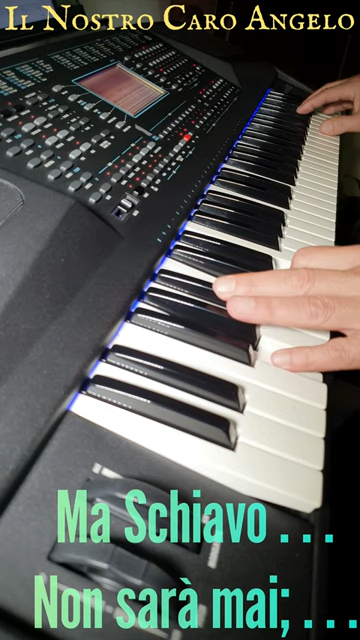 Il Nostro Caro Angelo
Ma Schiavo . . .
Non sarà mai; . . .